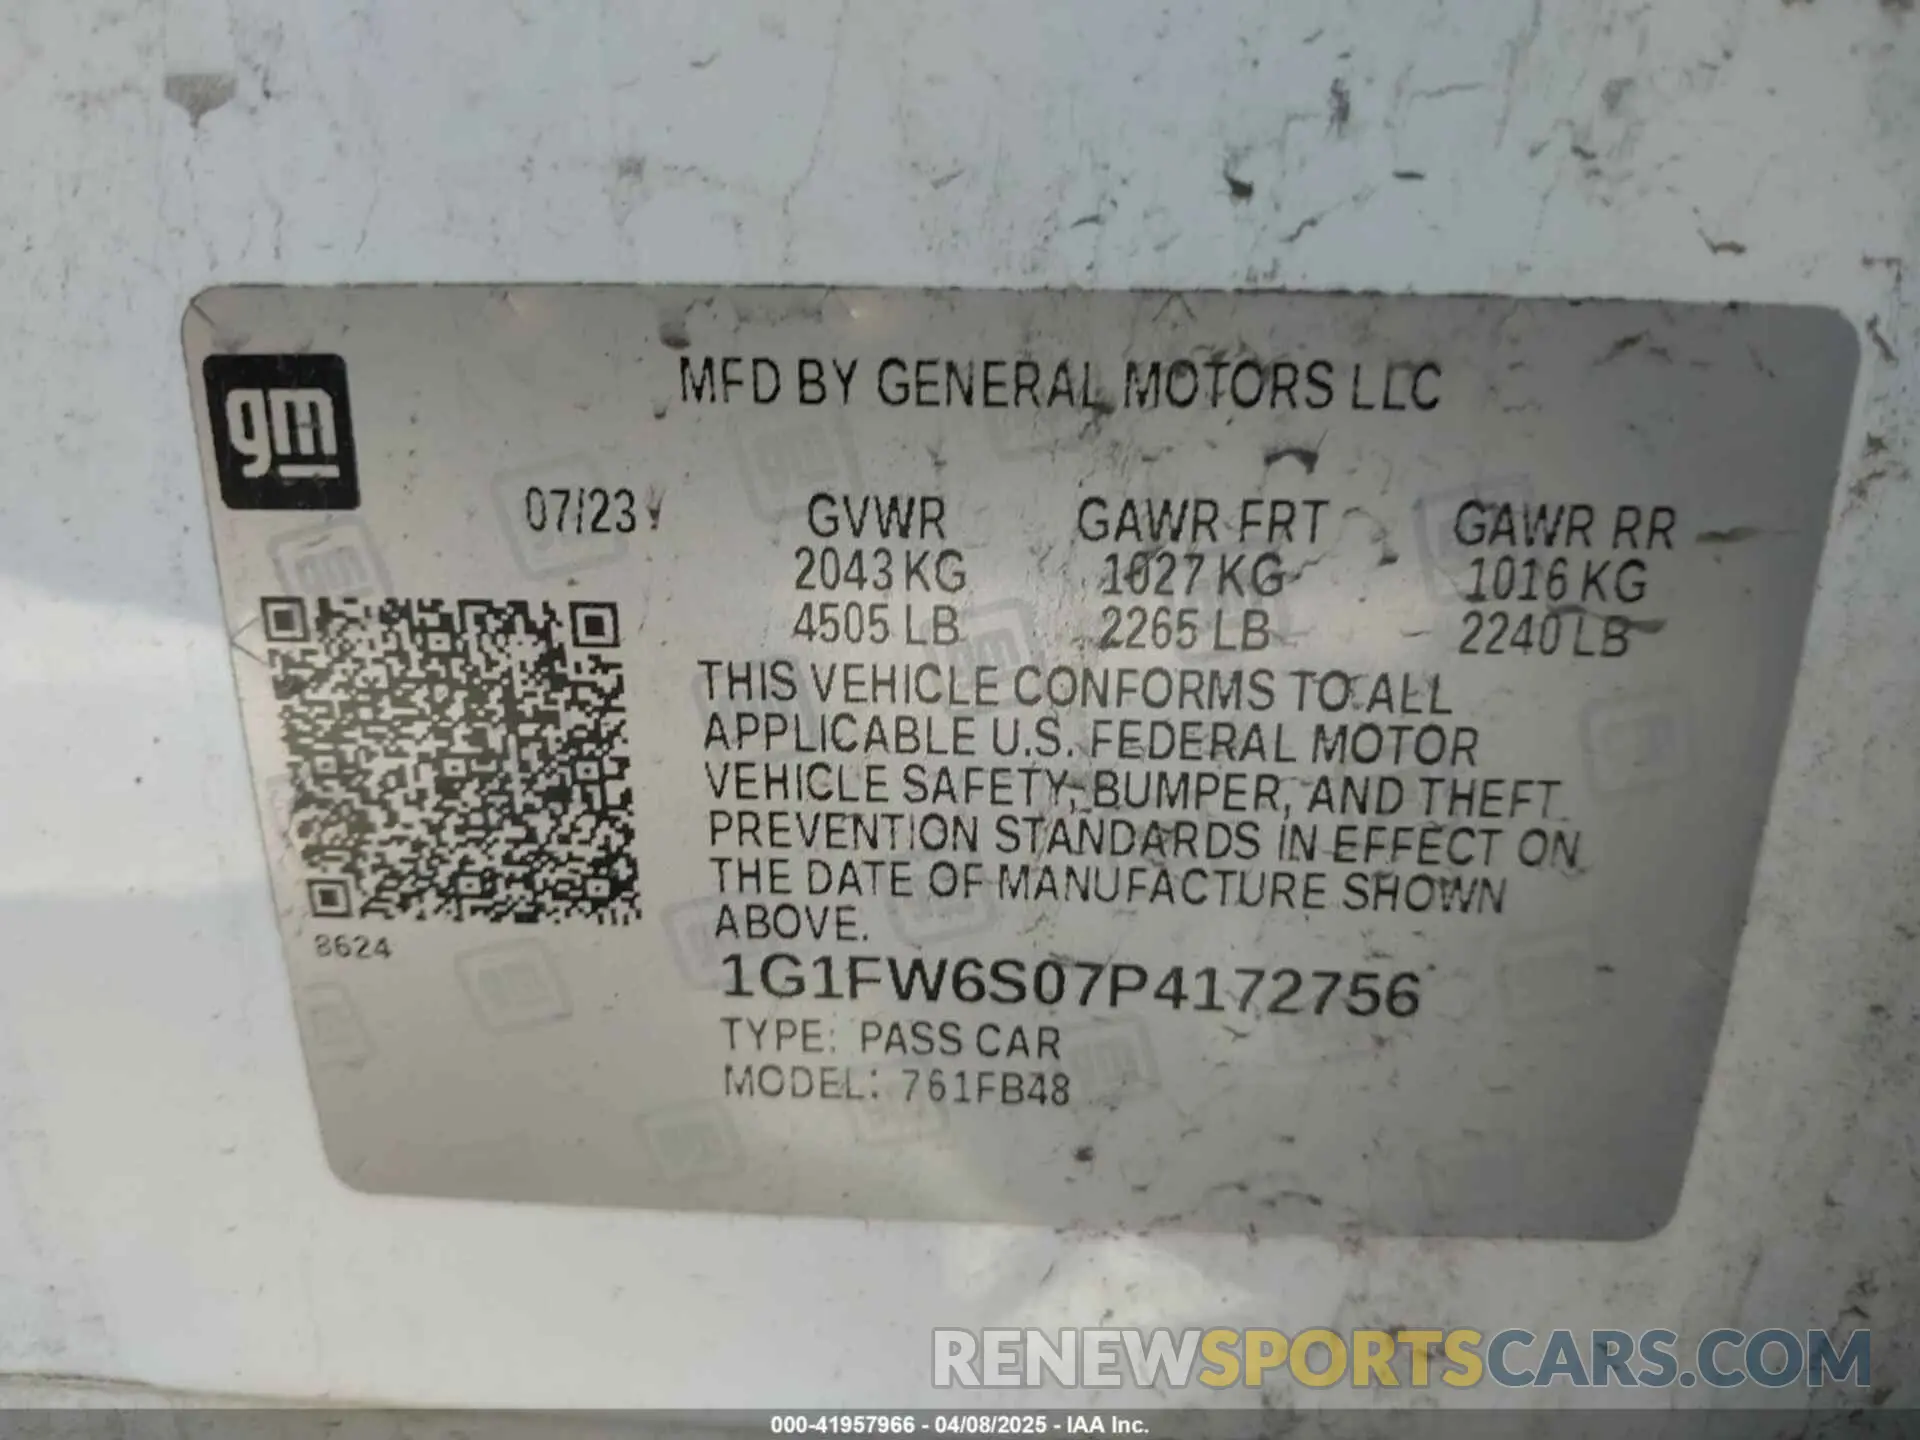 MFD BY GENERAL MOTORS LLC
gm
07/23
GVWR GAWR FRT GAWR RR
2043 KG 1027 KG 1016 KG
4505 LB 2265 LB 2240 LB
THIS VEHICLE CONFORMS TO ALL
APPLICABLE U.S. FEDERAL MOTOR
VEHICLE SAFETY, BUMPER, AND THEFT
PREVENTION STANDARDS IN EFFECT ON
THE DATE OF MANUFACTURE SHOWN
ABOVE.
8624
1G1FW6S07P4172756
TYPE: PASS CAR
MODEL: 761FB48
RENEWSPORTSCARS.COM
000-41957966 - 04/08/2025 - IAA Inc.